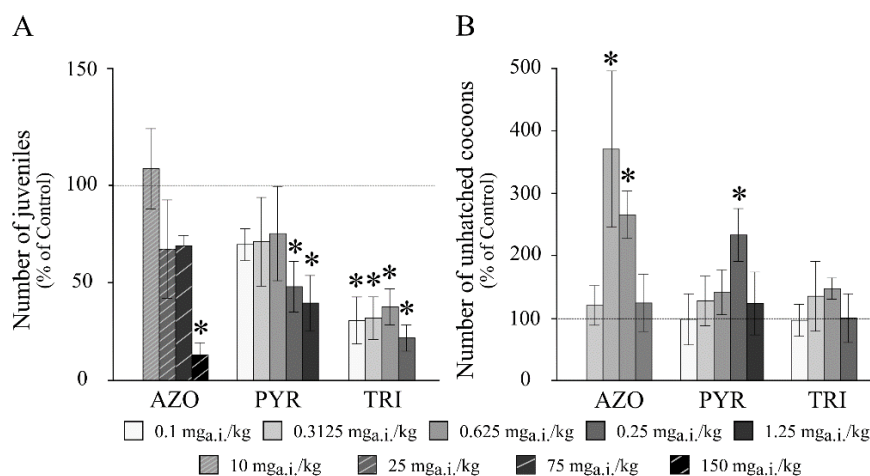 A
B
Number of juveniles
(% of Control)
150
100
50
0
* * * * * * * *
AZO PYR TRI
Number of unhatched cocoons
(% of Control)
500
400
300
200
100
0
* * *
AZO PYR TRI
0.1 mga.i./kg 0.3125 mga.i./kg 0.625 mga.i./kg 0.25 mga.i./kg 1.25 mga.i./kg
10 mga.i./kg 25 mga.i./kg 75 mga.i./kg 150 mga.i./kg